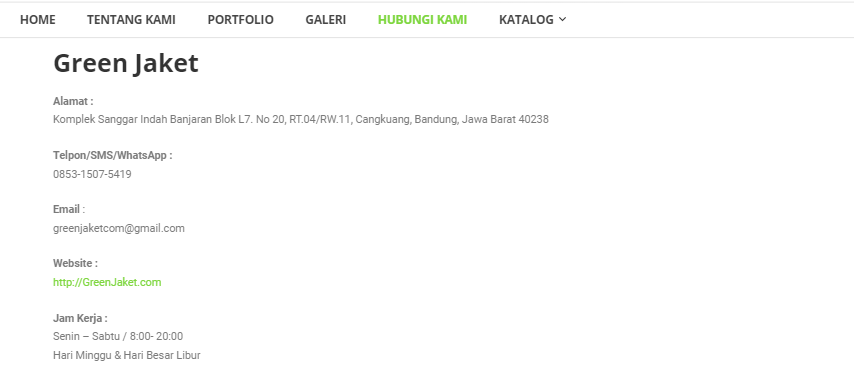 HOME TENTANG KAMI PORTFOLIO GALERI HUBUNGI KAMI KATALOG
Green Jaket
Alamat :
Komplek Sanggar Indah Banjaran Blok L7. No 20, RT.04/RW.11, Cangkuang, Bandung, Jawa Barat 40238
Telpon/SMS/WhatsApp :
0853-1507-5419
Email :
greenjaketcom@gmail.com
Website :
http://GreenJaket.com
Jam Kerja :
Senin – Sabtu / 8:00- 20:00
Hari Minggu & Hari Besar Libur